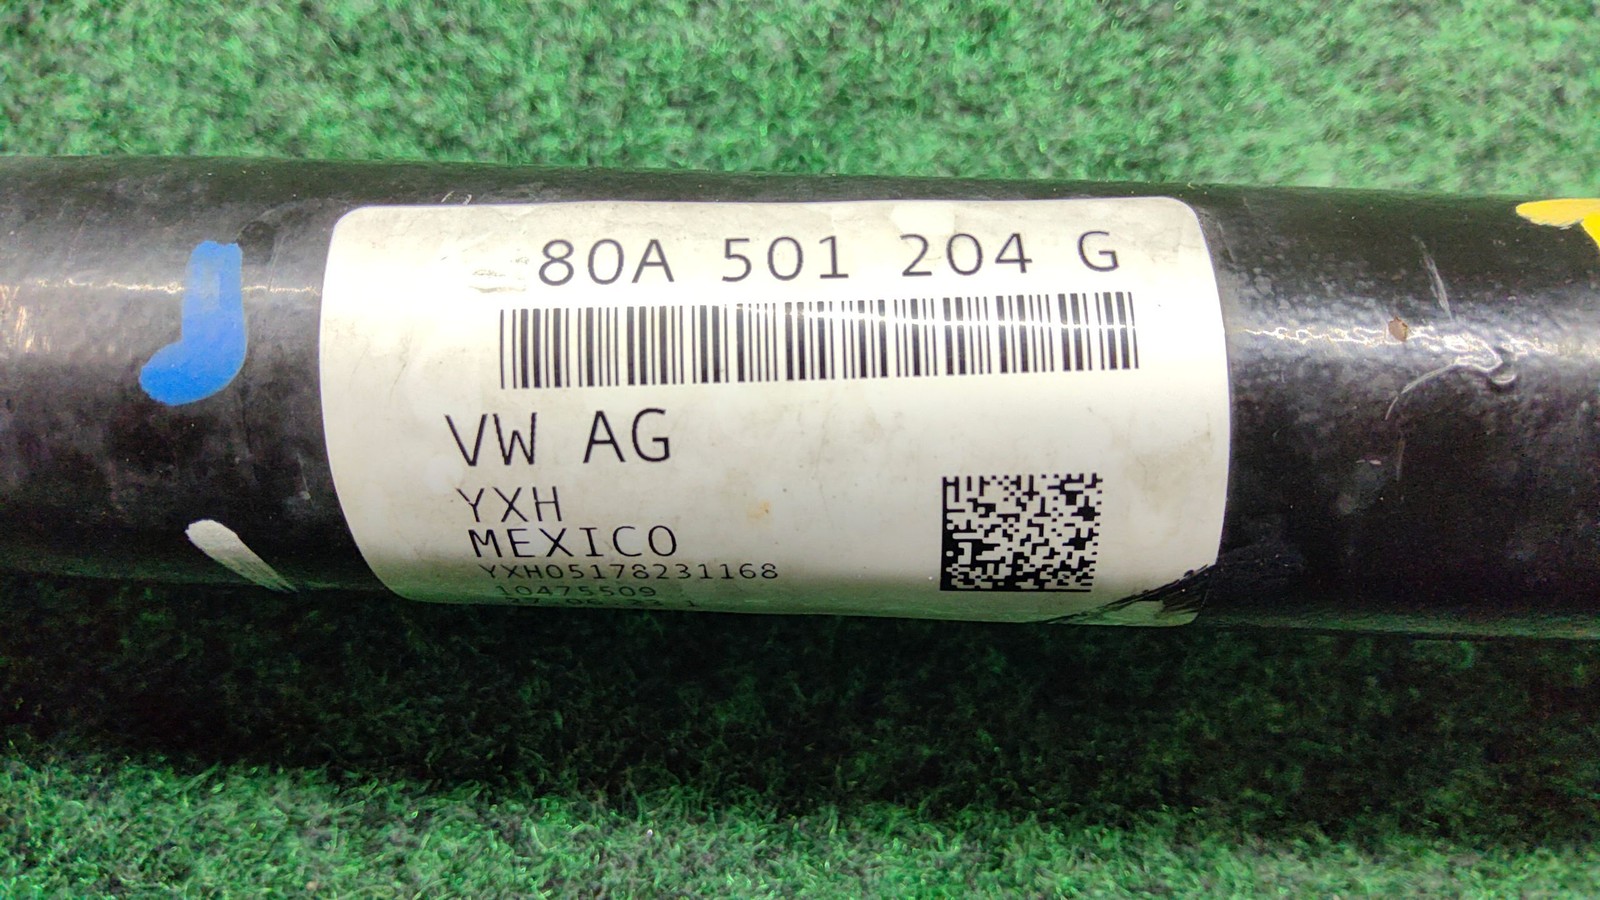 80A 501 204 G
VW AG
YXH
MEXICO
YXH05178231168
10475509